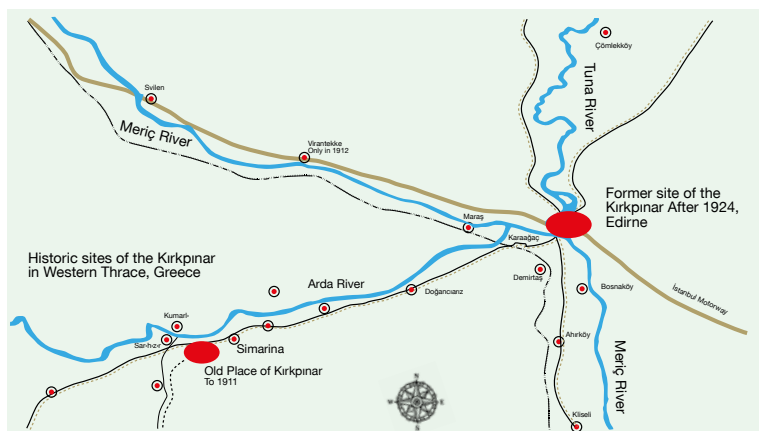 Çömlekköy
Tuna River
Svilen
Meriç River
Virantekke
Only in 1912
Former site of the
Kırkpınar After 1924,
Edirne
Maraş
Karaağaç
Historic sites of the Kırkpınar
in Western Thrace, Greece
Demirtaş
Arda River
Doğancıarız
Bosnaköy
İstanbul Motorway
Kumarlı
Simarina
Ahırköy
Old Place of Kırkpınar
To 1911
Meriç River
N
W
E
S
Kliseli